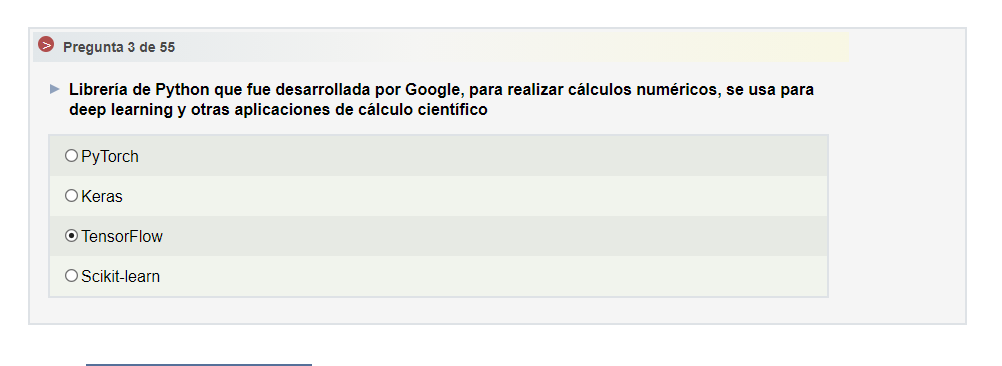 Pregunta 3 de 55
Librería de Python que fue desarrollada por Google, para realizar cálculos numéricos, se usa para
deep learning y otras aplicaciones de cálculo científico
PyTorch
Keras
TensorFlow
Scikit-learn